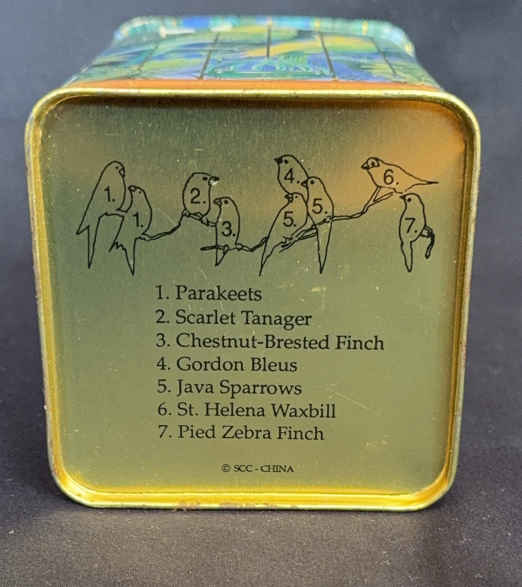 1.
1.
2.
3.
4.
5.
5.
6.
7.
1. Parakeets
2. Scarlet Tanager
3. Chestnut-Brested Finch
4. Gordon Bleus
5. Java Sparrows
6. St. Helena Waxbill
7. Pied Zebra Finch
© SCC - CHINA